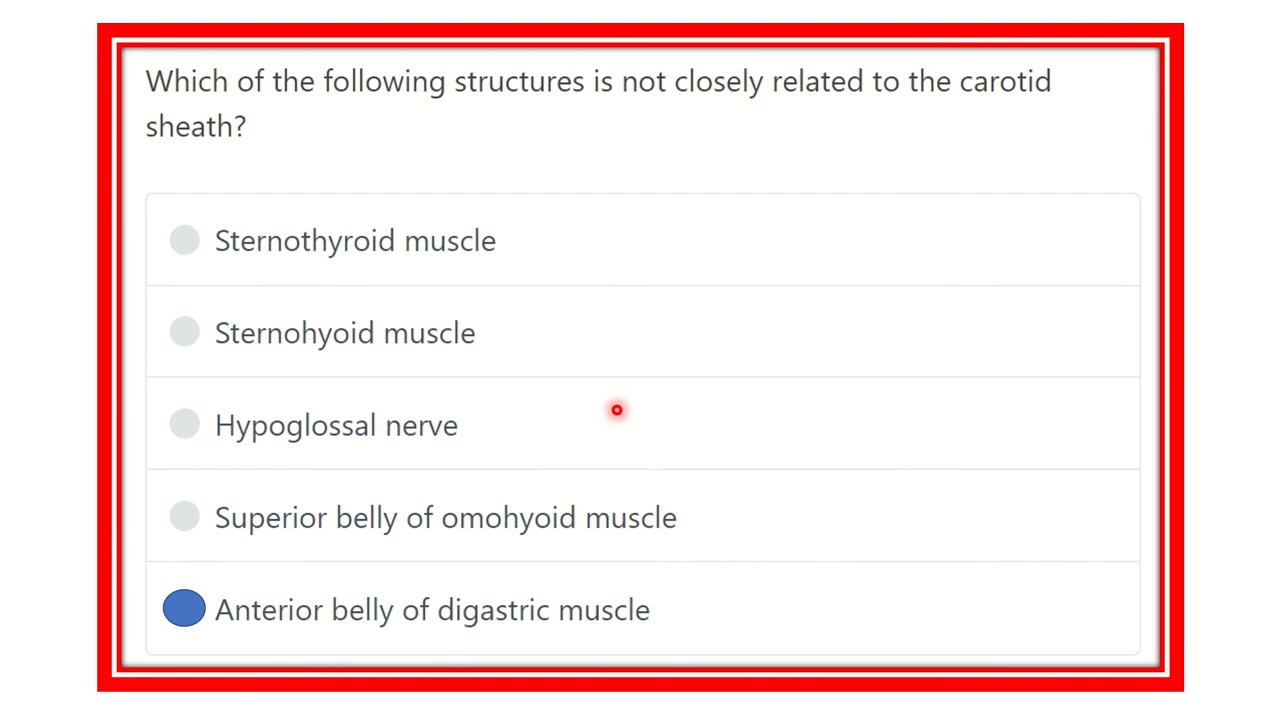 Which of the following structures is not closely related to the carotid
sheath?
Sternothyroid muscle
Sternohyoid muscle
Hypoglossal nerve
Superior belly of omohyoid muscle
Anterior belly of digastric muscle